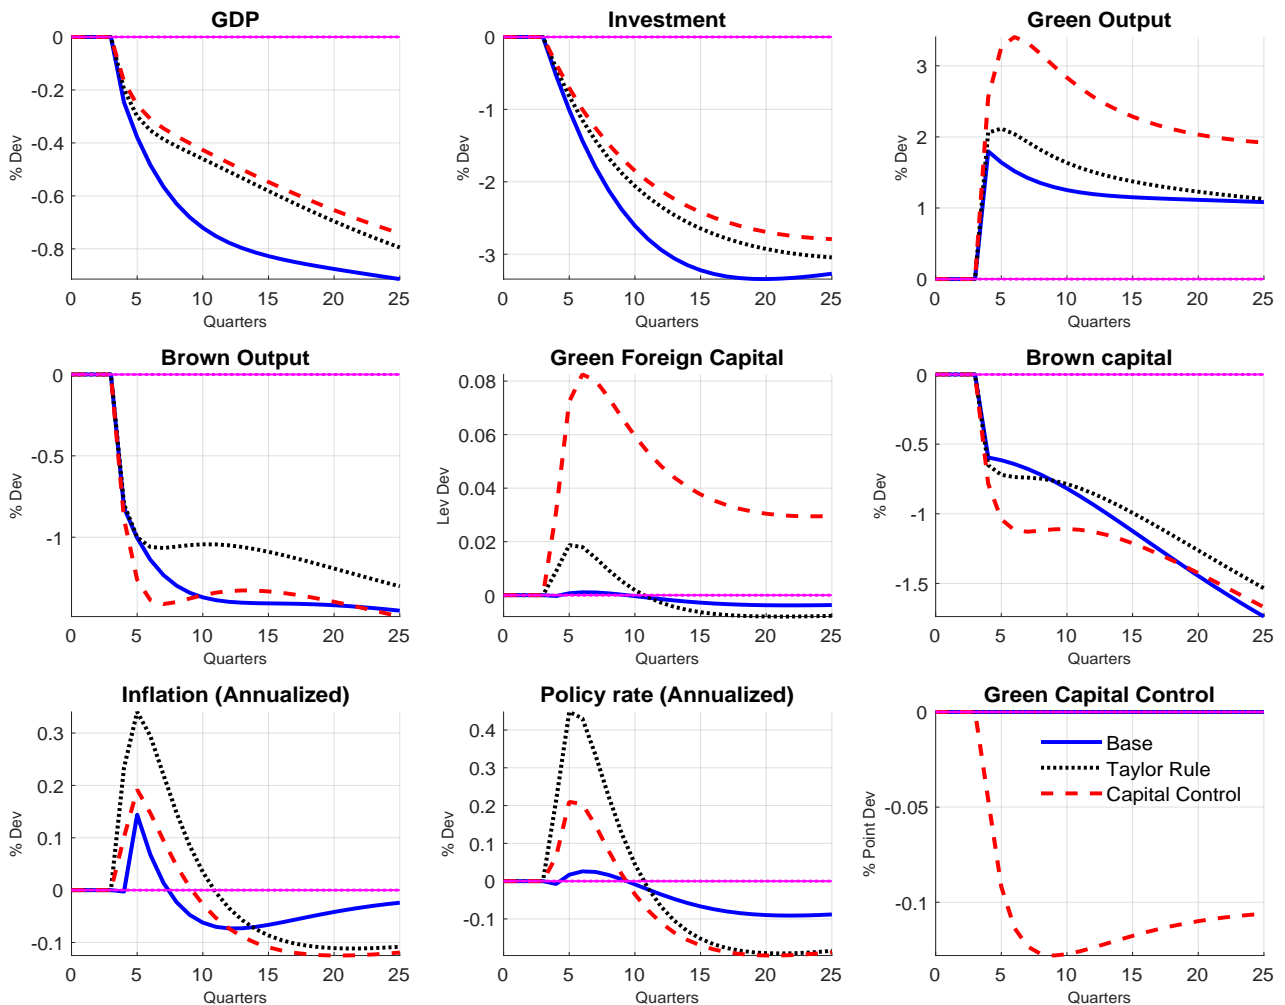 GDP
Investment
Green Output
% Dev
0
-0.2
-0.4
-0.6
-0.8
0 5 10 15 20 25
Quarters
% Dev
0
-1
-2
-3
0 5 10 15 20 25
Quarters
% Dev
3
2
1
0
0 5 10 15 20 25
Quarters
Brown Output
Green Foreign Capital
Brown capital
% Dev
0
-1
0 5 10 15 20 25
Quarters
Lev Dev
0.08
0.06
0.04
0.02
0
0 5 10 15 20 25
Quarters
% Dev
0
-0.5
-1
-1.5
0 5 10 15 20 25
Quarters
Inflation (Annualized)
Policy rate (Annualized)
Green Capital Control
% Dev
0.3
0.2
0.1
0
-0.1
0 5 10 15 20 25
Quarters
% Dev
0.4
0.3
0.2
0.1
0
-0.1
0 5 10 15 20 25
Quarters
% Point Dev
0
-0.05
-0.1
0 5 10 15 20 25
Quarters
Base
Taylor Rule
Capital Control